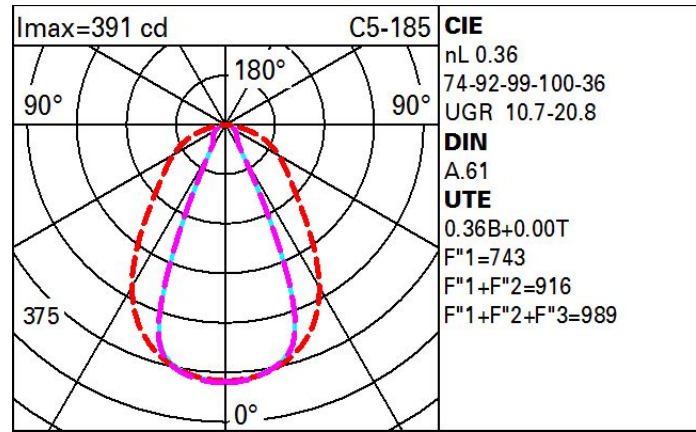 Imax=391 cd C5-185
180°
90° 90°
375
0°
CIE
nL 0.36
74-92-99-100-36
UGR 10.7-20.8
DIN
A.61
UTE
0.36B+0.00T
F"1=743
F"1+F"2=916
F"1+F"2+F"3=989